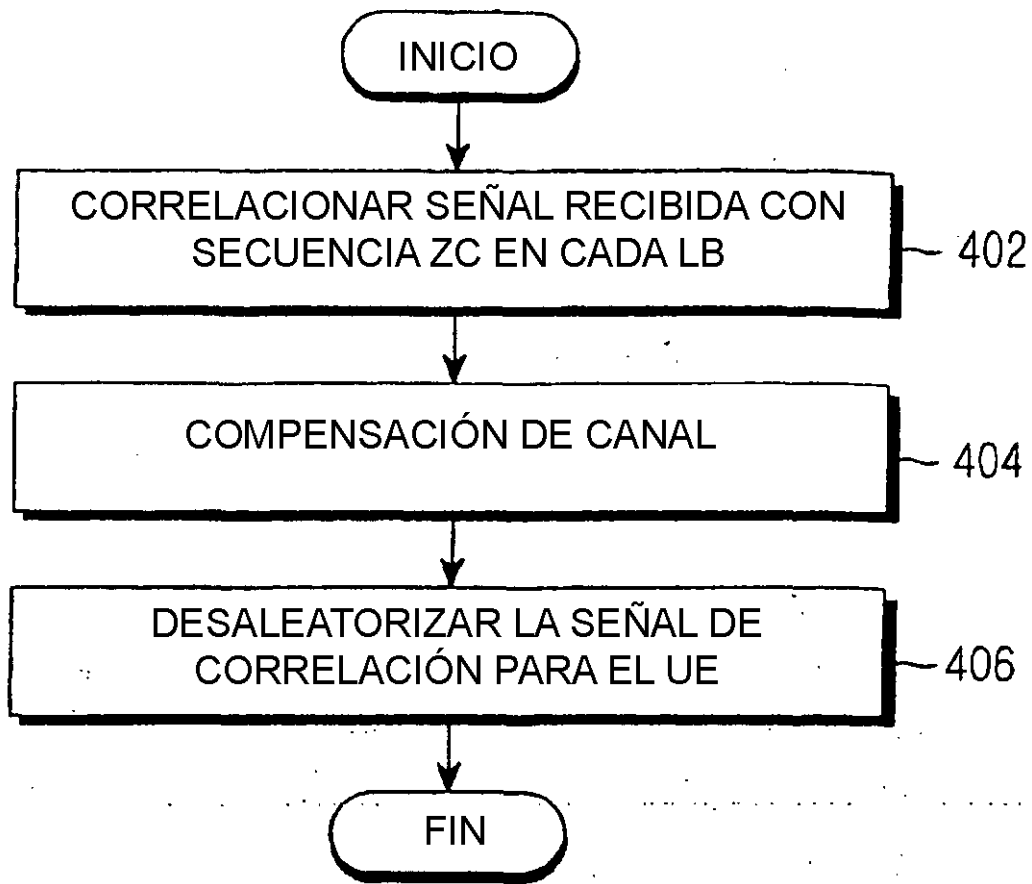 INICIO
CORRELACIONAR SEÑAL RECIBIDA CON
SECUENCIA ZC EN CADA LB
402
COMPENSACIÓN DE CANAL
404
DESALEATORIZAR LA SEÑAL DE
CORRELACIÓN PARA EL UE
406
FIN